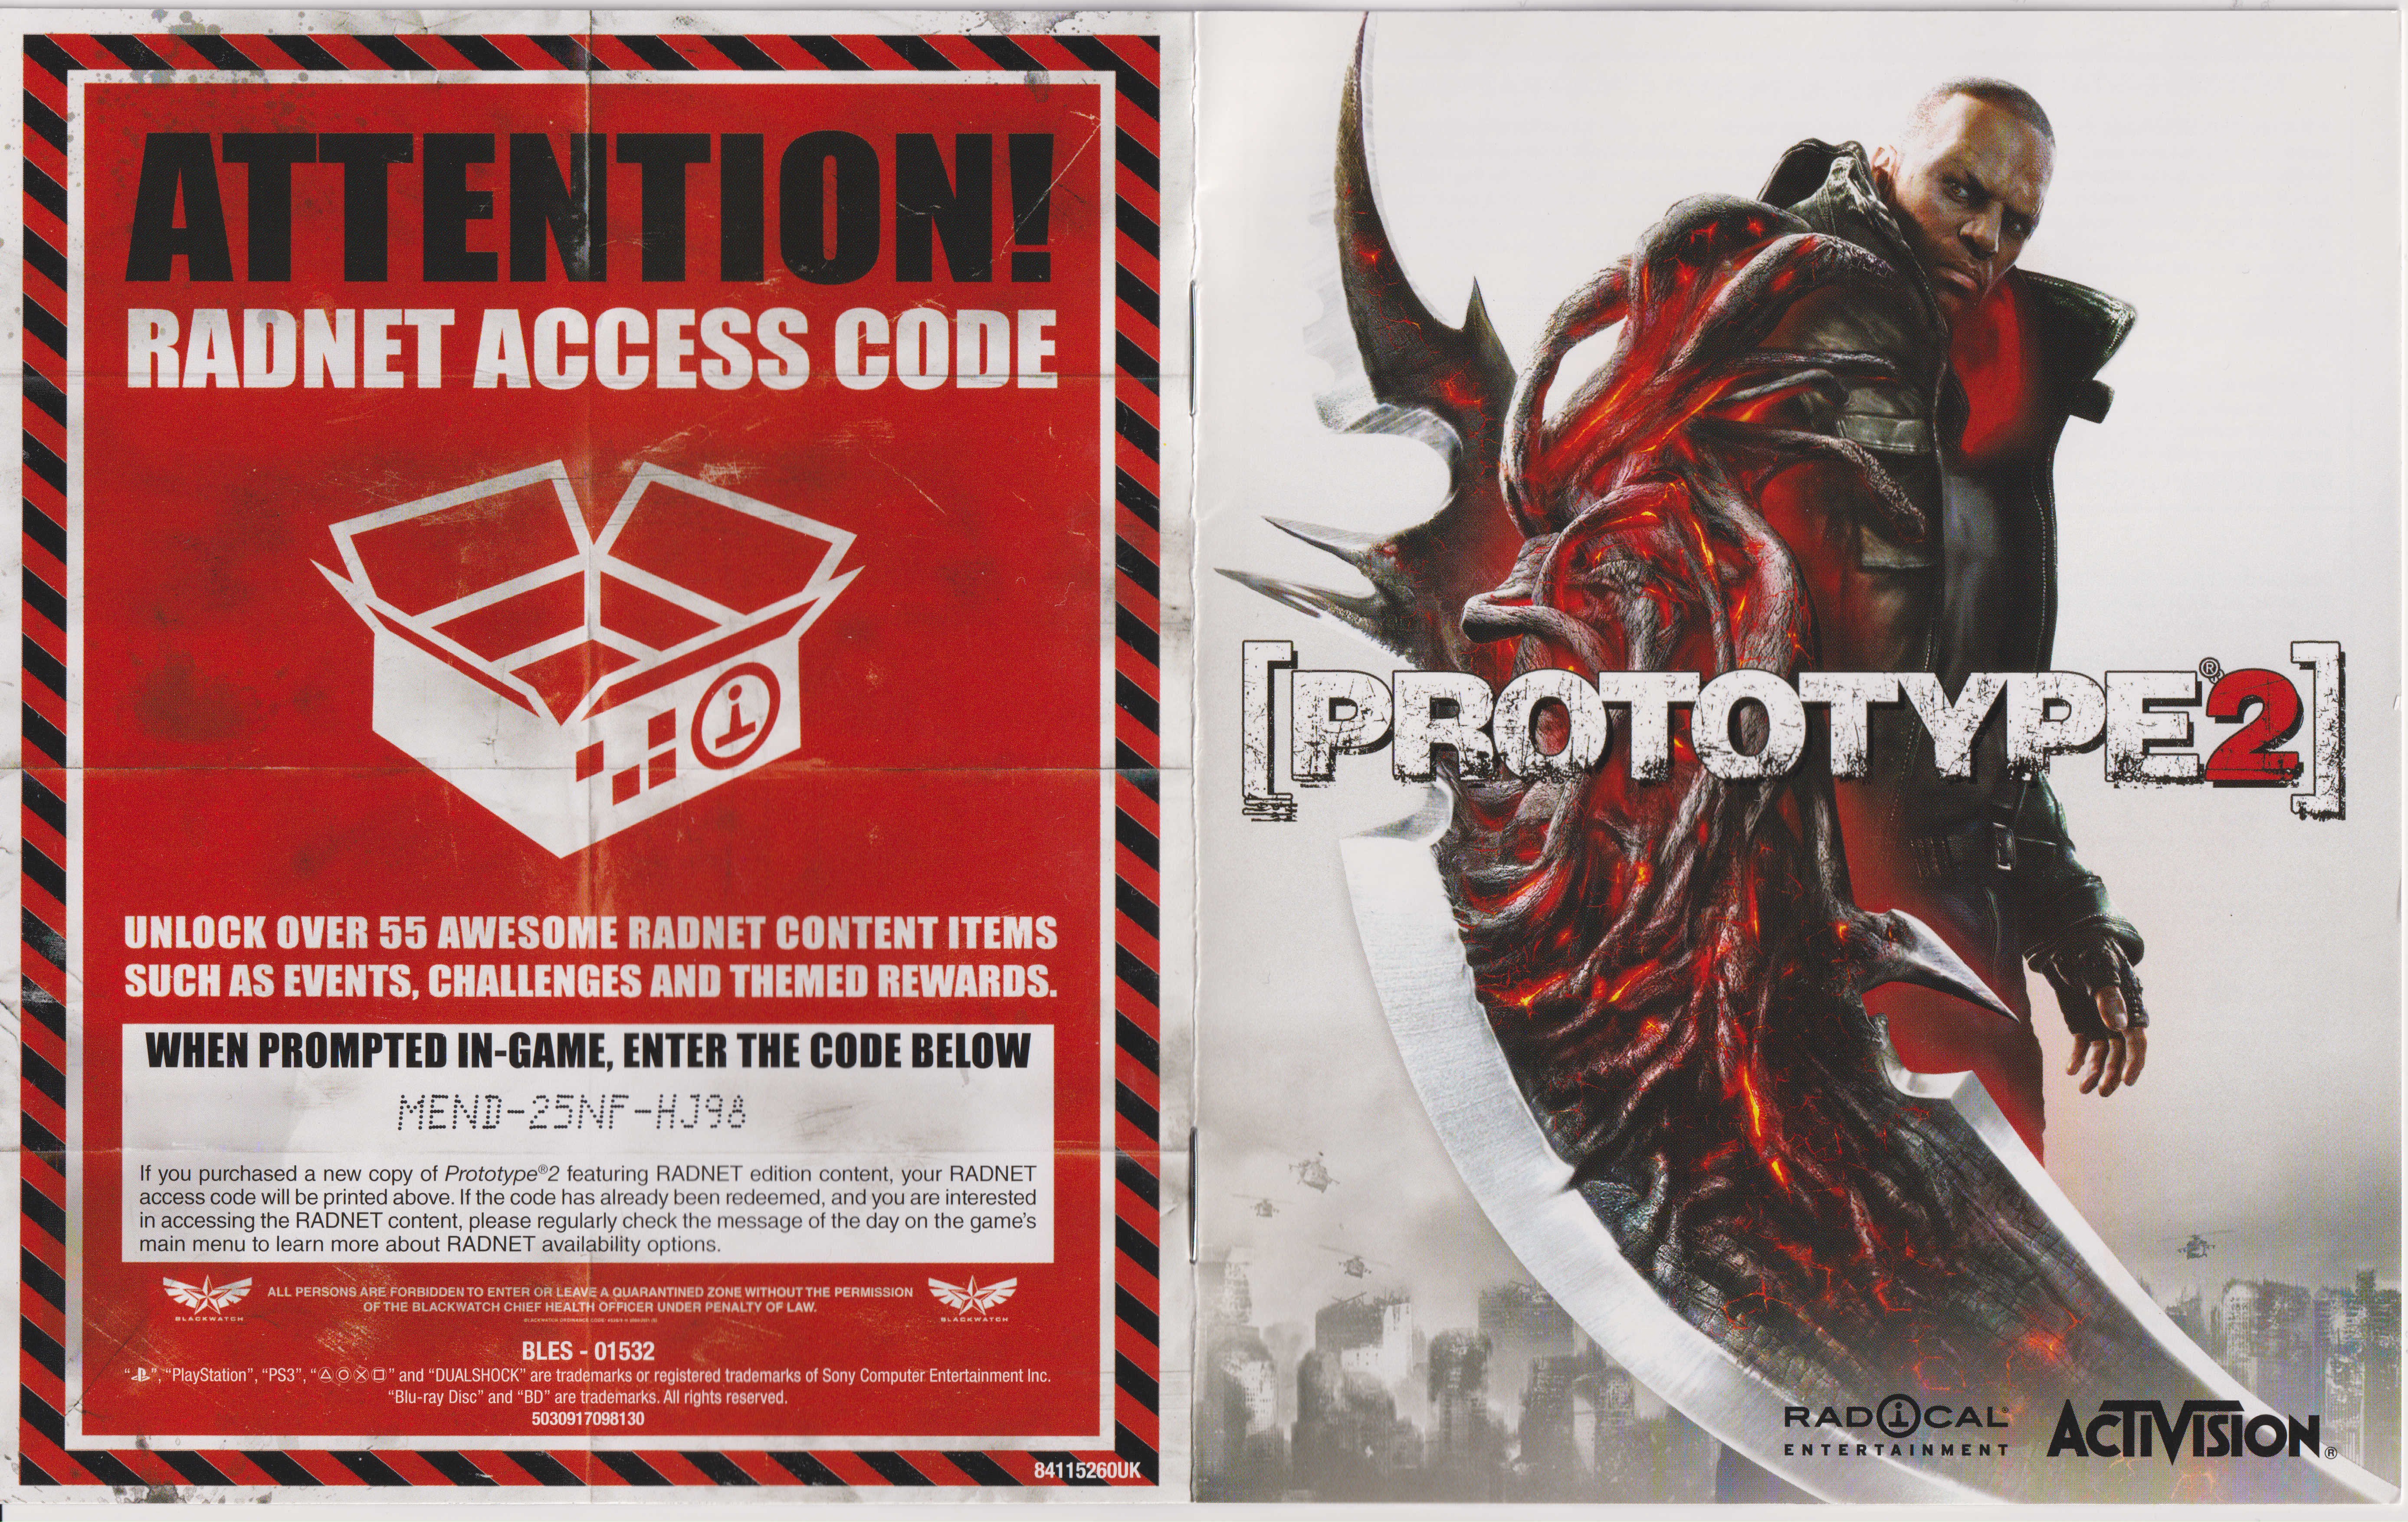 ATTENTION!
RADNET ACCESS CODE
UNLOCK OVER 55 AWESOME RADNET CONTENT ITEMS
SUCH AS EVENTS, CHALLENGES AND THEMED REWARDS.
WHEN PROMPTED IN-GAME, ENTER THE CODE BELOW
MEND-25NF-HJ98
If you purchased a new copy of Prototype®2 featuring RADNET edition content, your RADNET
access code will be printed above. If the code has already been redeemed, and you are interested
in accessing the RADNET content, please regularly check the message of the day on the game's
main menu to learn more about RADNET availability options.
BLACKWATCH
ALL PERSONS ARE FORBIDDEN TO ENTER OR LEAVE A QUARANTINED ZONE WITHOUT THE PERMISSION
OF THE BLACKWATCH CHIEF HEALTH OFFICER UNDER PENALTY OF LAW.
BLACKWATCH
BLES - 01532
“ ”, “PlayStation”, “PS3”, “△○✕□” and “DUALSHOCK” are trademarks or registered trademarks of Sony Computer Entertainment Inc.
“Blu-ray Disc” and “BD” are trademarks. All rights reserved.
5030917098130
84115260UK
[PROTOTYPE®2]
RADICAL®
ENTERTAINMENT
ACTIVISION®